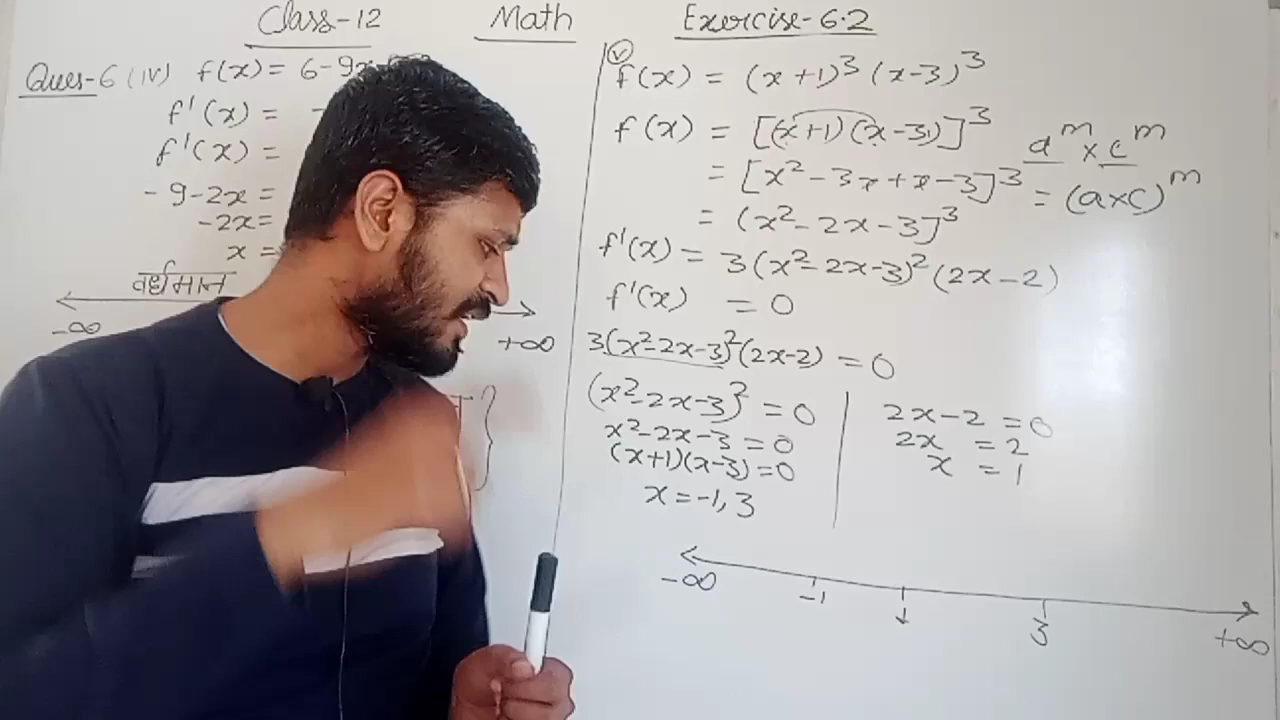 Class-12 Math Exercise-6.2
Ques-6 (iv) f(x) = 6-9x-
f'(x) = -
f'(x) =
-9-2x=
-2x=
x =
वर्धमान
-∞ +∞
(v)
f(x) = (x+1)³ (x-3)³
f(x) = [(x+1)(x-3)]³
aᵐ×cᵐ
= [x²-3x+x-3]³
= (a×c)ᵐ
= (x²-2x-3]³
f'(x) = 3(x²-2x-3)²(2x-2)
f'(x) = 0
3(x²-2x-3)²(2x-2) = 0
(x²-2x-3)² = 0
x²-2x-3 = 0
(x+1)(x-3)=0
x=-1,3
2x-2 = 0
2x = 2
x = 1
-∞ -1 1 3 +∞